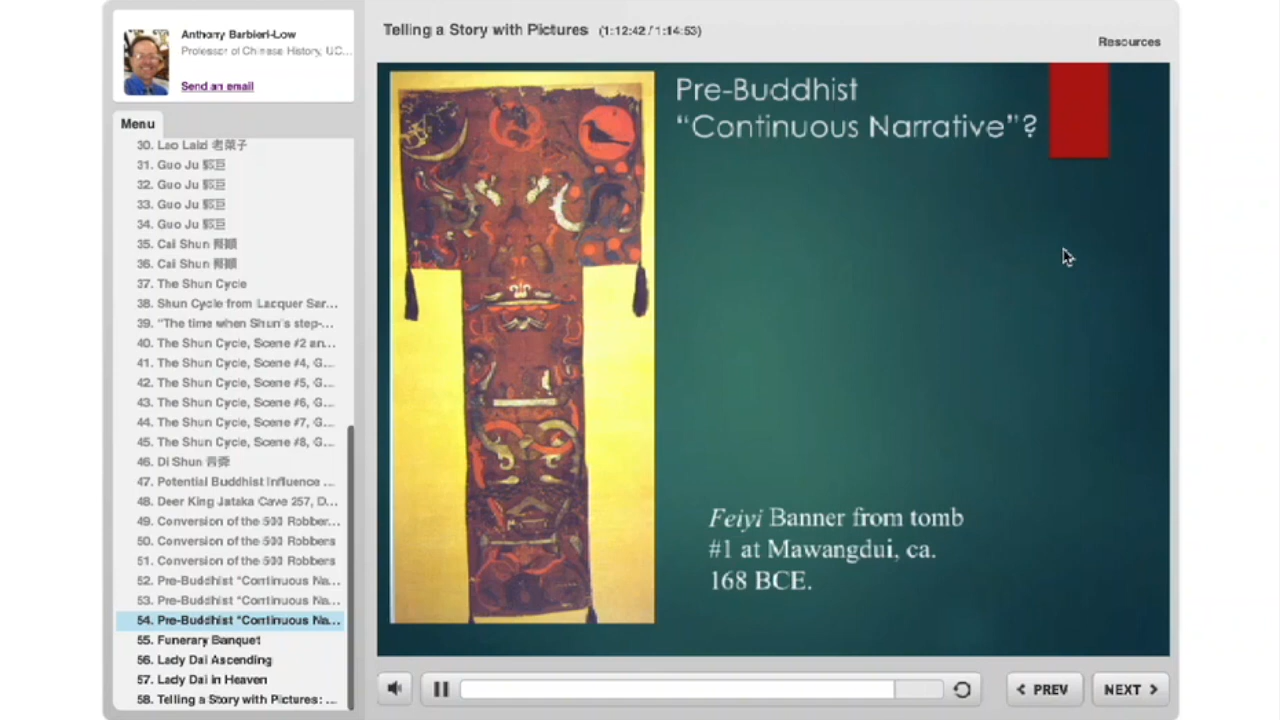 Anthony Barbieri-Low
Professor of Chinese History, UC...
Send an email
Telling a Story with Pictures (1:12:42 / 1:14:53)
Resources
Menu
30. Lao Laizi 老萊子
31. Guo Ju 郭巨
32. Guo Ju 郭巨
33. Guo Ju 郭巨
34. Guo Ju 郭巨
35. Cai Shun
36. Cai Shun
37. The Shun Cycle
38. Shun Cycle from Lacquer Sar...
39. "The time when Shun's step-...
40. The Shun Cycle, Scene #2 an...
41. The Shun Cycle, Scene #4, G...
42. The Shun Cycle, Scene #5, G...
43. The Shun Cycle, Scene #6, G...
44. The Shun Cycle, Scene #7, G...
45. The Shun Cycle, Scene #8, G...
46. Di Shun
47. Potential Buddhist Influence ...
48. Deer King Jataka Cave 257, D...
49. Conversion of the 500 Robber...
50. Conversion of the 500 Robbers
51. Conversion of the 500 Robbers
52. Pre-Buddhist "Continuous Na...
53. Pre-Buddhist "Continuous Na...
54. Pre-Buddhist "Continuous Na...
55. Funerary Banquet
56. Lady Dai Ascending
57. Lady Dai in Heaven
58. Telling a Story with Pictures: ...
Pre-Buddhist
“Continuous Narrative”?
Feiyi Banner from tomb
#1 at Mawangdui, ca.
168 BCE.
PREV
NEXT